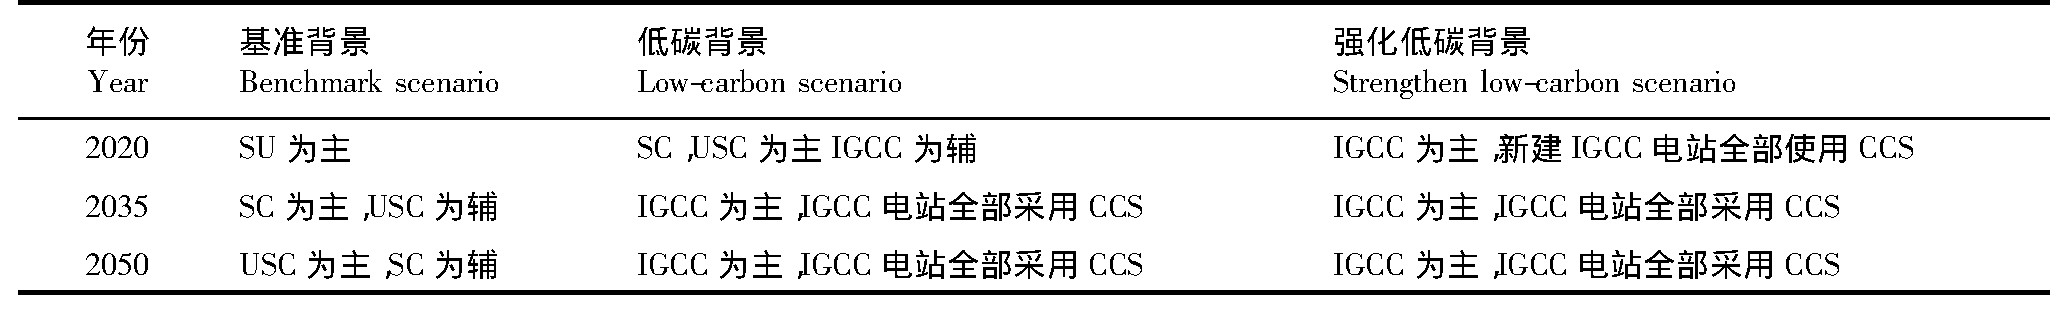 年份 基准背景 低碳背景 强化低碳背景
Year Benchmark scenario Low-carbon scenario Strengthen low-carbon scenario
2020 SU 为主 SC ,USC 为主 IGCC 为辅 IGCC 为主 ,新建 IGCC 电站全部使用 CCS
2035 SC 为主 ,USC 为辅 IGCC 为主 ,IGCC 电站全部采用 CCS IGCC 为主 ,IGCC 电站全部采用 CCS
2050 USC 为主 ,SC 为辅 IGCC 为主 ,IGCC 电站全部采用 CCS IGCC 为主 ,IGCC 电站全部采用 CCS